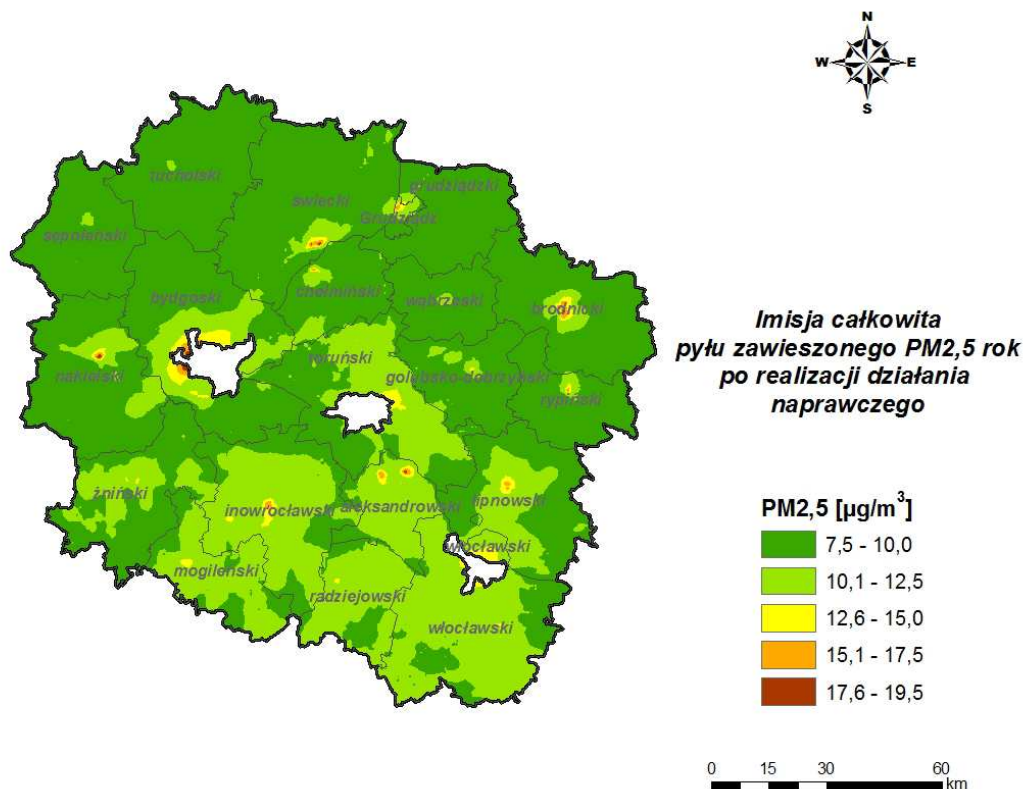 N
W E
S
tucholski
świecki
grudziądzki
Grudziądz
sępoleński
bydgoski
chełmiński
wąbrzeski
brodnicki
nakielski
toruński
golubsko-dobrzyński
rypiński
żniński
inowrocławski
aleksandrowski
lipnowski
włocławski
mogileński
radziejowski
włocławski
Imisja całkowita
pyłu zawieszonego PM2,5 rok
po realizacji działania
naprawczego
PM2,5 [µg/m³]
7,5 - 10,0
10,1 - 12,5
12,6 - 15,0
15,1 - 17,5
17,6 - 19,5
0 15 30 60
km